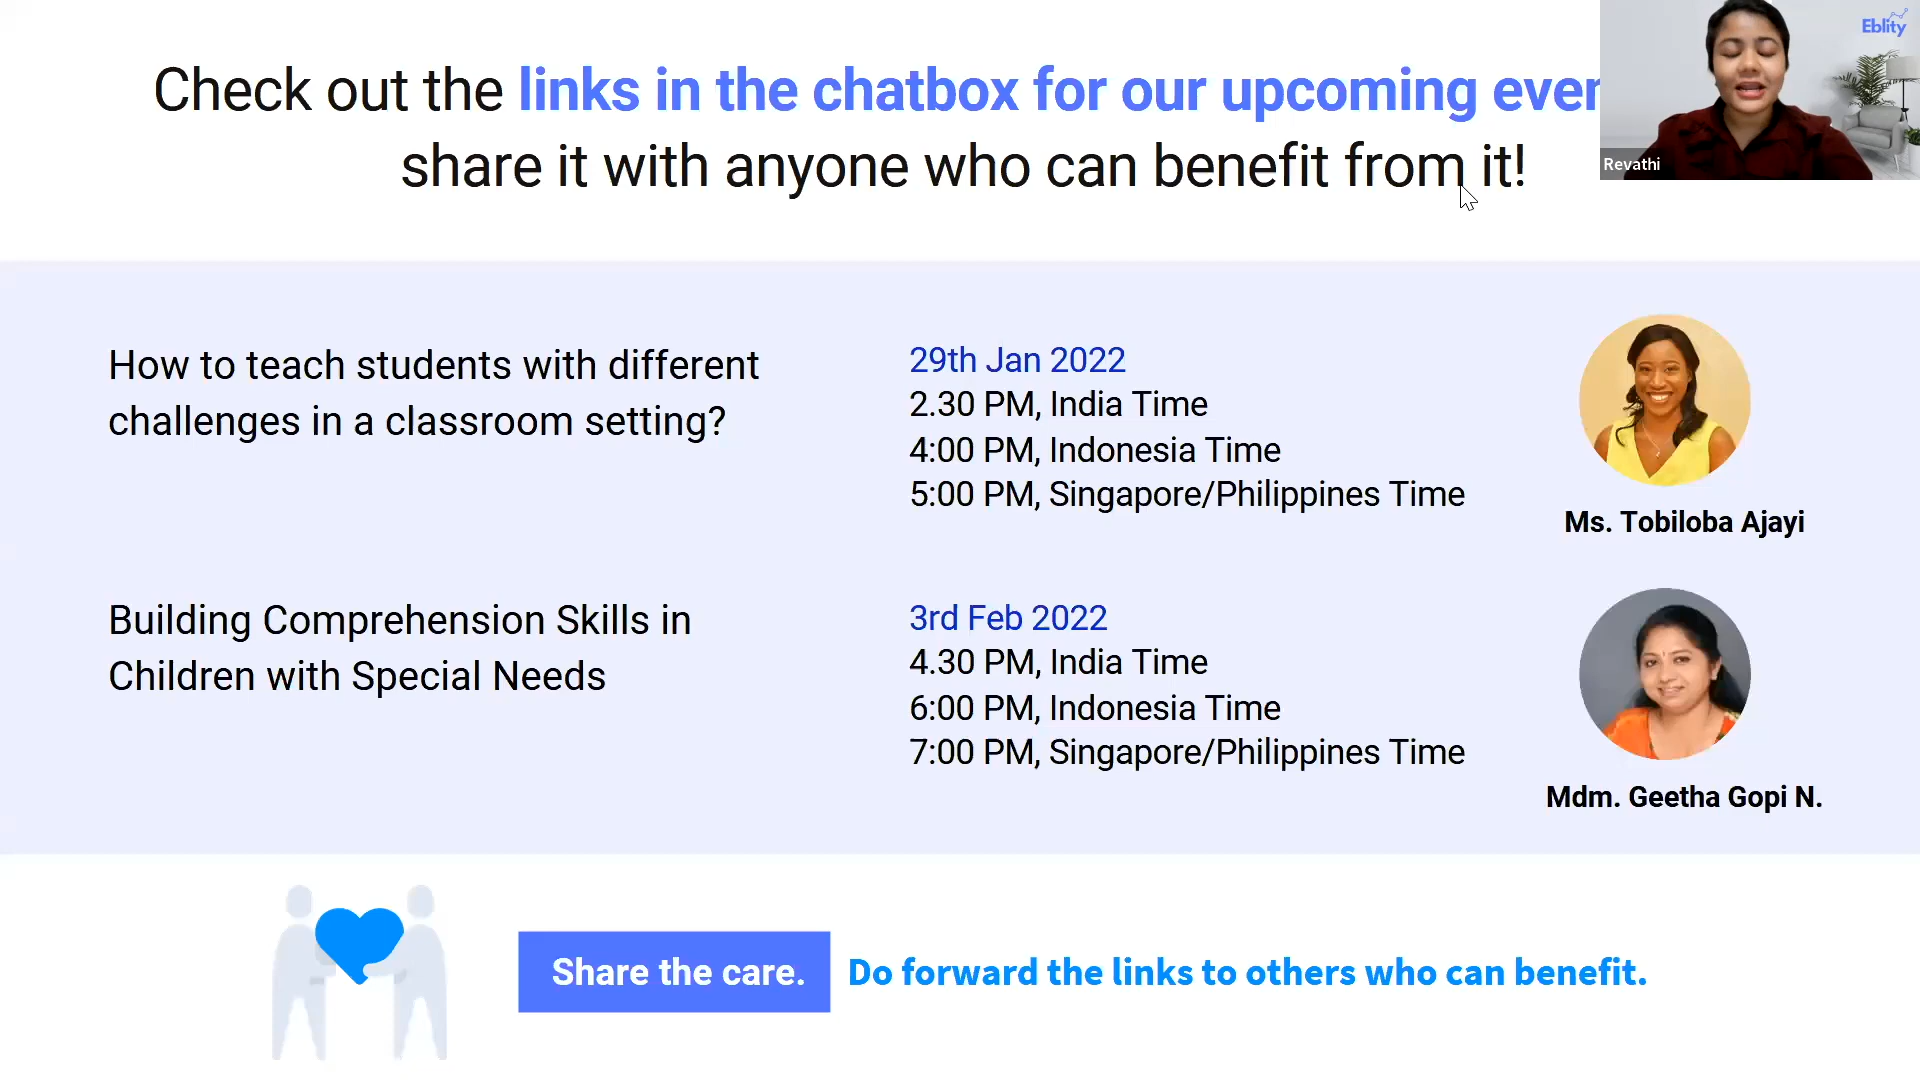 Check out the links in the chatbox for our upcoming
share it with anyone who can benefit from it!
Eblity
Revathi
How to teach students with different
challenges in a classroom setting?
29th Jan 2022
2.30 PM, India Time
4:00 PM, Indonesia Time
5:00 PM, Singapore/Philippines Time
Ms. Tobiloba Ajayi
Building Comprehension Skills in
Children with Special Needs
3rd Feb 2022
4.30 PM, India Time
6:00 PM, Indonesia Time
7:00 PM, Singapore/Philippines Time
Mdm. Geetha Gopi N.
Share the care. Do forward the links to others who can benefit.